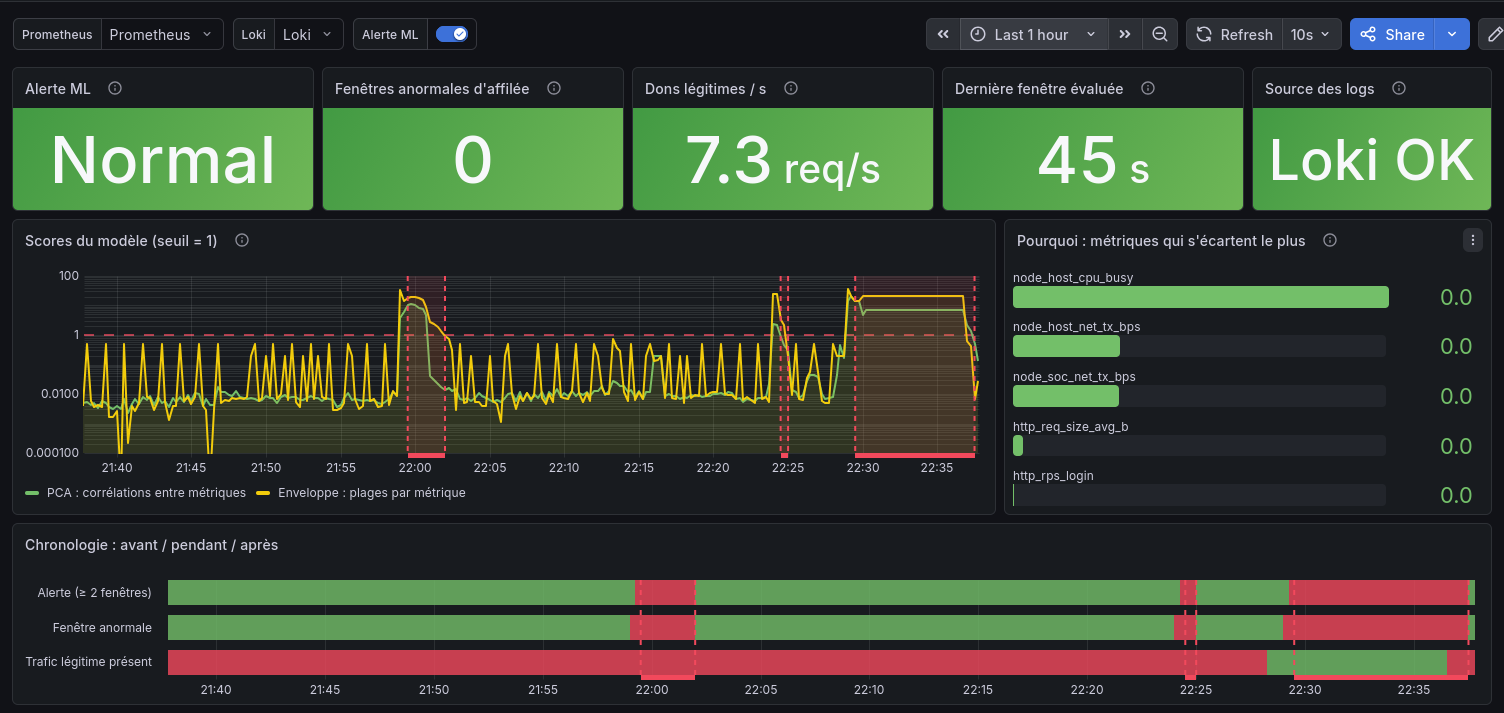 Prometheus Prometheus Loki Loki Alerte ML Last 1 hour Refresh 10s Share
Alerte ML Fenêtres anormales d'affilée Dons légitimes / s Dernière fenêtre évaluée Source des logs
Normal 0 7.3 req/s 45 s Loki OK
Scores du modèle (seuil = 1)
100
1
0.0100
0.000100
21:40 21:45 21:50 21:55 22:00 22:05 22:10 22:15 22:20 22:25 22:30 22:35
PCA : corrélations entre métriques Enveloppe : plages par métrique
Pourquoi : métriques qui s'écartent le plus
node_host_cpu_busy
0.0
node_host_net_tx_bps
0.0
node_soc_net_tx_bps
0.0
http_req_size_avg_b
0.0
http_rps_login
0.0
Chronologie : avant / pendant / après
Alerte (≥ 2 fenêtres)
Fenêtre anormale
Trafic légitime présent
21:40 21:45 21:50 21:55 22:00 22:05 22:10 22:15 22:20 22:25 22:30 22:35